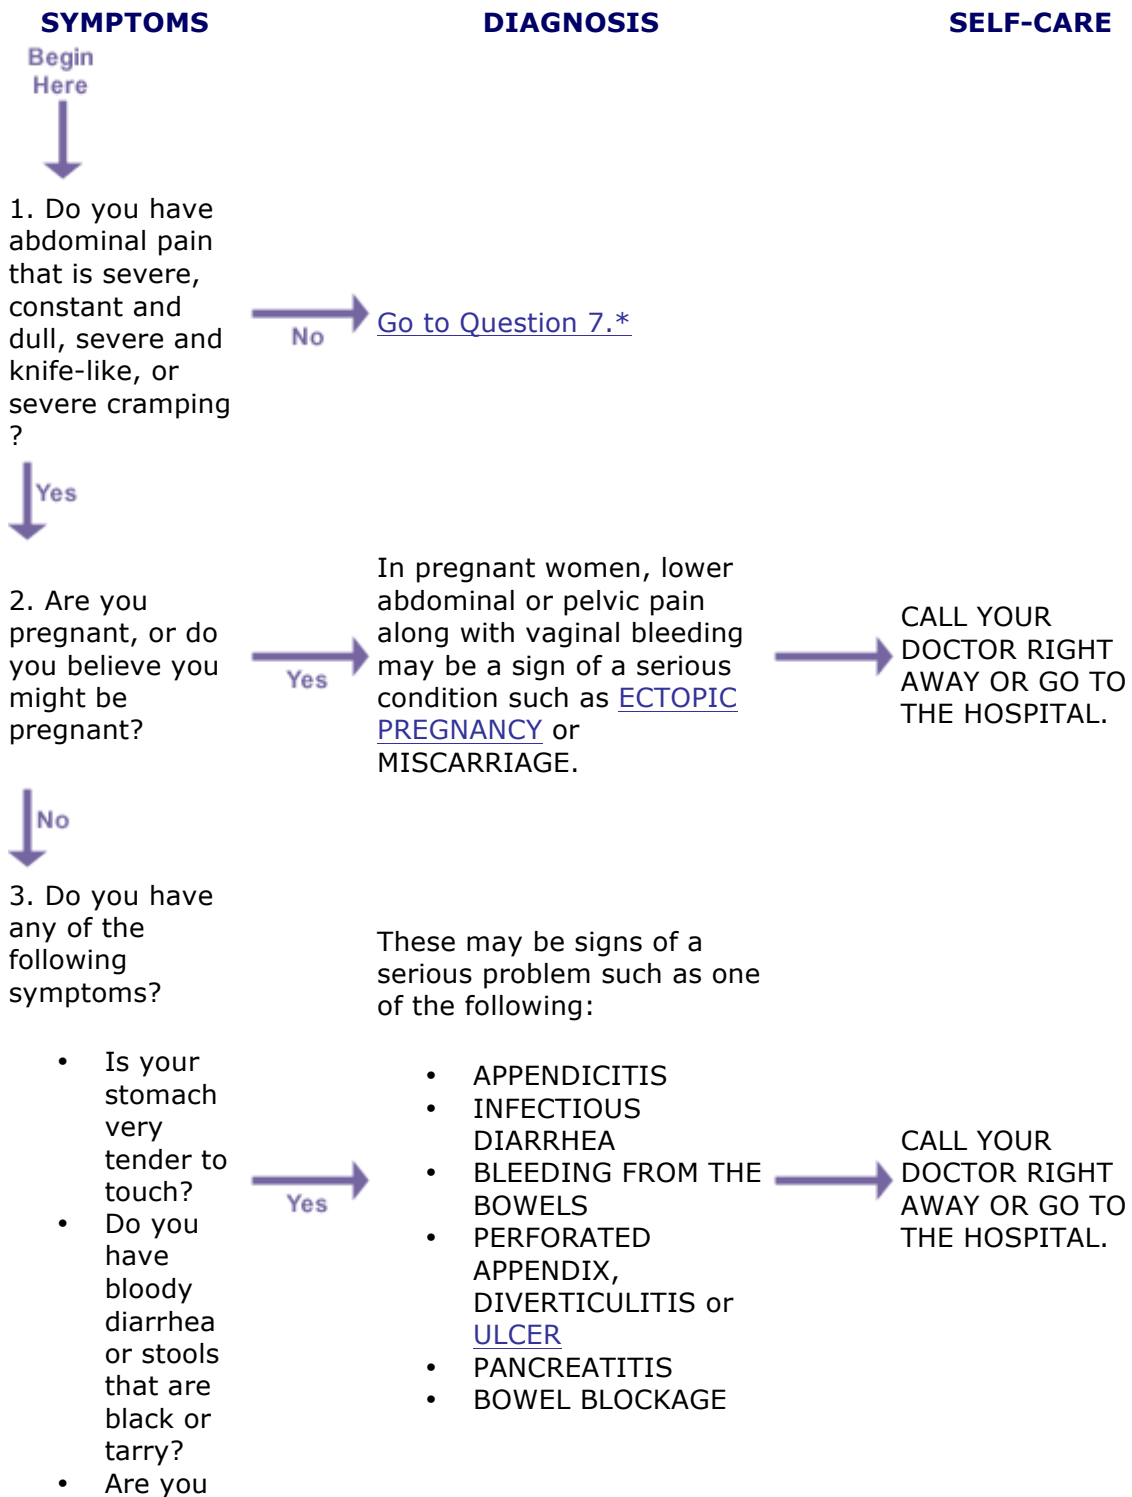 SYMPTOMS
DIAGNOSIS
SELF-CARE
Begin
Here
1. Do you have
abdominal pain
that is severe,
constant and
dull, severe and
knife-like, or
severe cramping
?
No
Go to Question 7.*
Yes
2. Are you
pregnant, or do
you believe you
might be
pregnant?
Yes
In pregnant women, lower
abdominal or pelvic pain
along with vaginal bleeding
may be a sign of a serious
condition such as ECTOPIC
PREGNANCY or
MISCARRIAGE.
CALL YOUR
DOCTOR RIGHT
AWAY OR GO TO
THE HOSPITAL.
No
3. Do you have
any of the
following
symptoms?
• Is your
stomach
very
tender to
touch?
• Do you
have
bloody
diarrhea
or stools
that are
black or
tarry?
• Are you
Yes
These may be signs of a
serious problem such as one
of the following:
• APPENDICITIS
• INFECTIOUS
DIARRHEA
• BLEEDING FROM THE
BOWELS
• PERFORATED
APPENDIX,
DIVERTICULITIS or
ULCER
• PANCREATITIS
• BOWEL BLOCKAGE
CALL YOUR
DOCTOR RIGHT
AWAY OR GO TO
THE HOSPITAL.